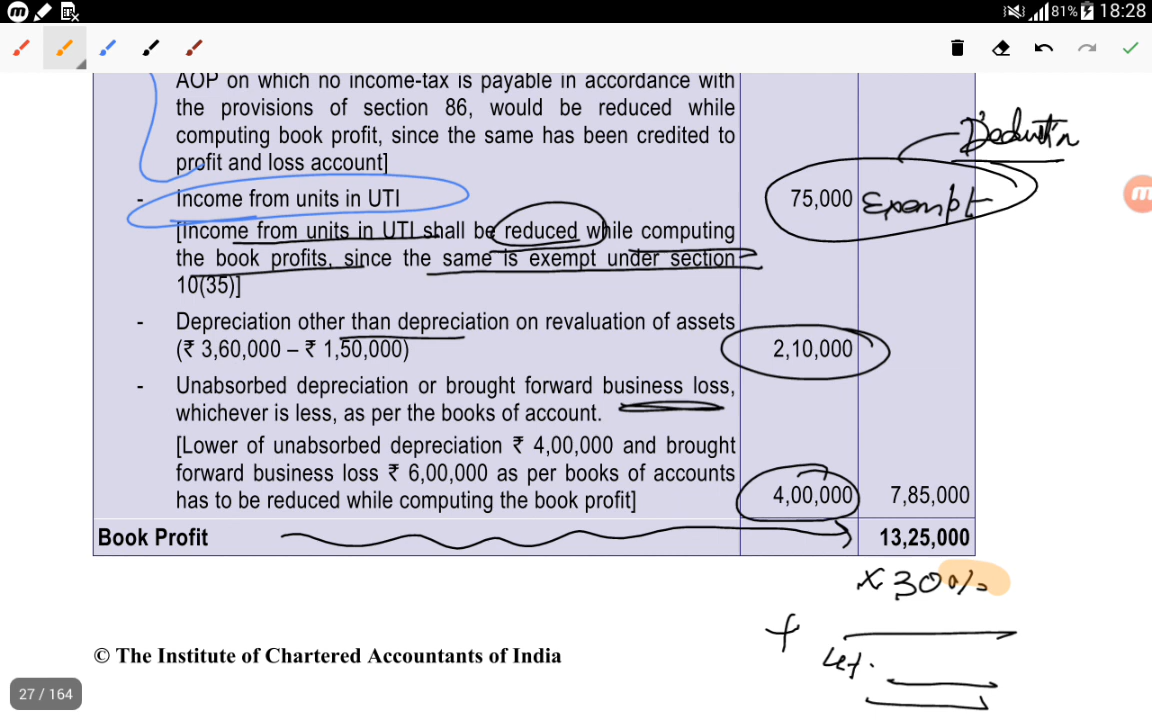 81% 18:28
AOP on which no income-tax is payable in accordance with
the provisions of section 86, would be reduced while
computing book profit, since the same has been credited to
profit and loss account]
Deduct'n
- Income from units in UTI 75,000 Exempt
[Income from units in UTI shall be reduced while computing
the book profits, since the same is exempt under section
10(35)]
- Depreciation other than depreciation on revaluation of assets
(₹ 3,60,000 – ₹ 1,50,000) 2,10,000
- Unabsorbed depreciation or brought forward business loss,
whichever is less, as per the books of account.
[Lower of unabsorbed depreciation ₹ 4,00,000 and brought
forward business loss ₹ 6,00,000 as per books of accounts
has to be reduced while computing the book profit] 4,00,000 7,85,000
Book Profit 13,25,000
x 30%
+
© The Institute of Chartered Accountants of India
27 / 164